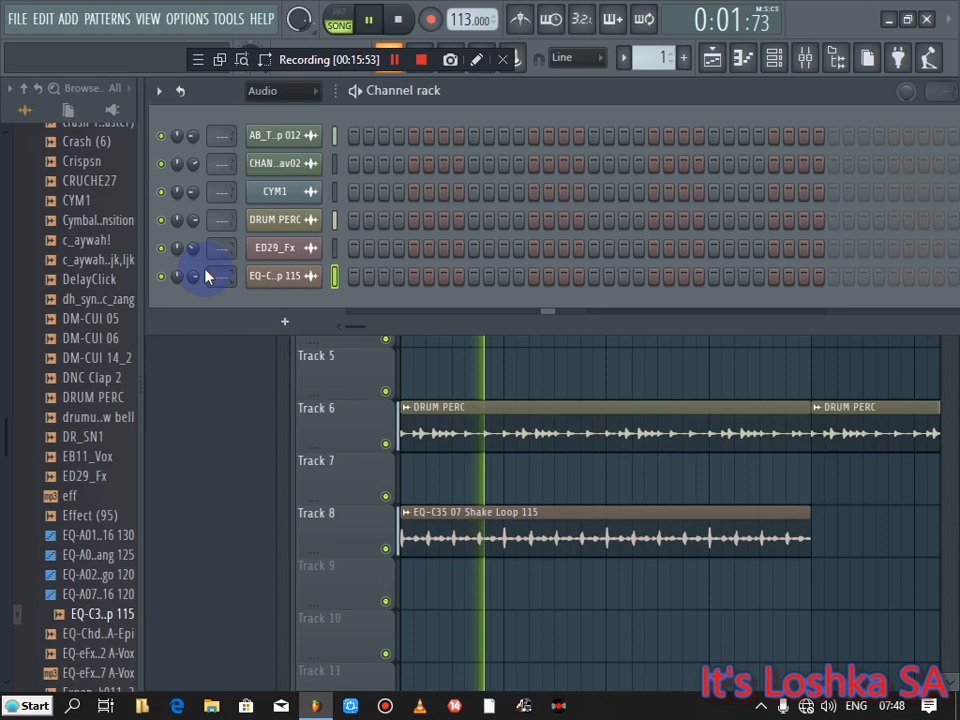 FILE EDIT ADD PATTERNS VIEW OPTIONS TOOLS HELP
PAT
SONG
113.000
3.2
0:01:73
M:S:CS
Recording [00:15:53]
Line
1
Browse..
All
Audio
Channel rack
AB_T..p 012
CHAN..av02
CYM1
DRUM PERC
ED29_Fx
EQ-C..p 115
Crash (6)
Crispsn
CRUCHE27
CYM1
Cymbal..nsition
c_aywah!
c_aywah..jk,ljk
DelayClick
dh_syn..c_zang
DM-CUI 05
DM-CUI 06
DM-CUI 14_2
DNC Clap 2
DRUM PERC
drumu..w bell
DR_SN1
EB11_Vox
ED29_Fx
eff
Effect (95)
EQ-A01..16 130
EQ-A0..ang 125
EQ-A02..go 120
EQ-A07..16 120
EQ-C3..p 115
EQ-Chd..A-Epi
EQ-eFx..2 A-Vox
EQ-eFx..7 A-Vox
Track 5
Track 6
DRUM PERC
DRUM PERC
Track 7
Track 8
EQ-C35 07 Shake Loop 115
Track 9
Track 10
Track 11
It's Loshka SA
Start
ENG
07:48